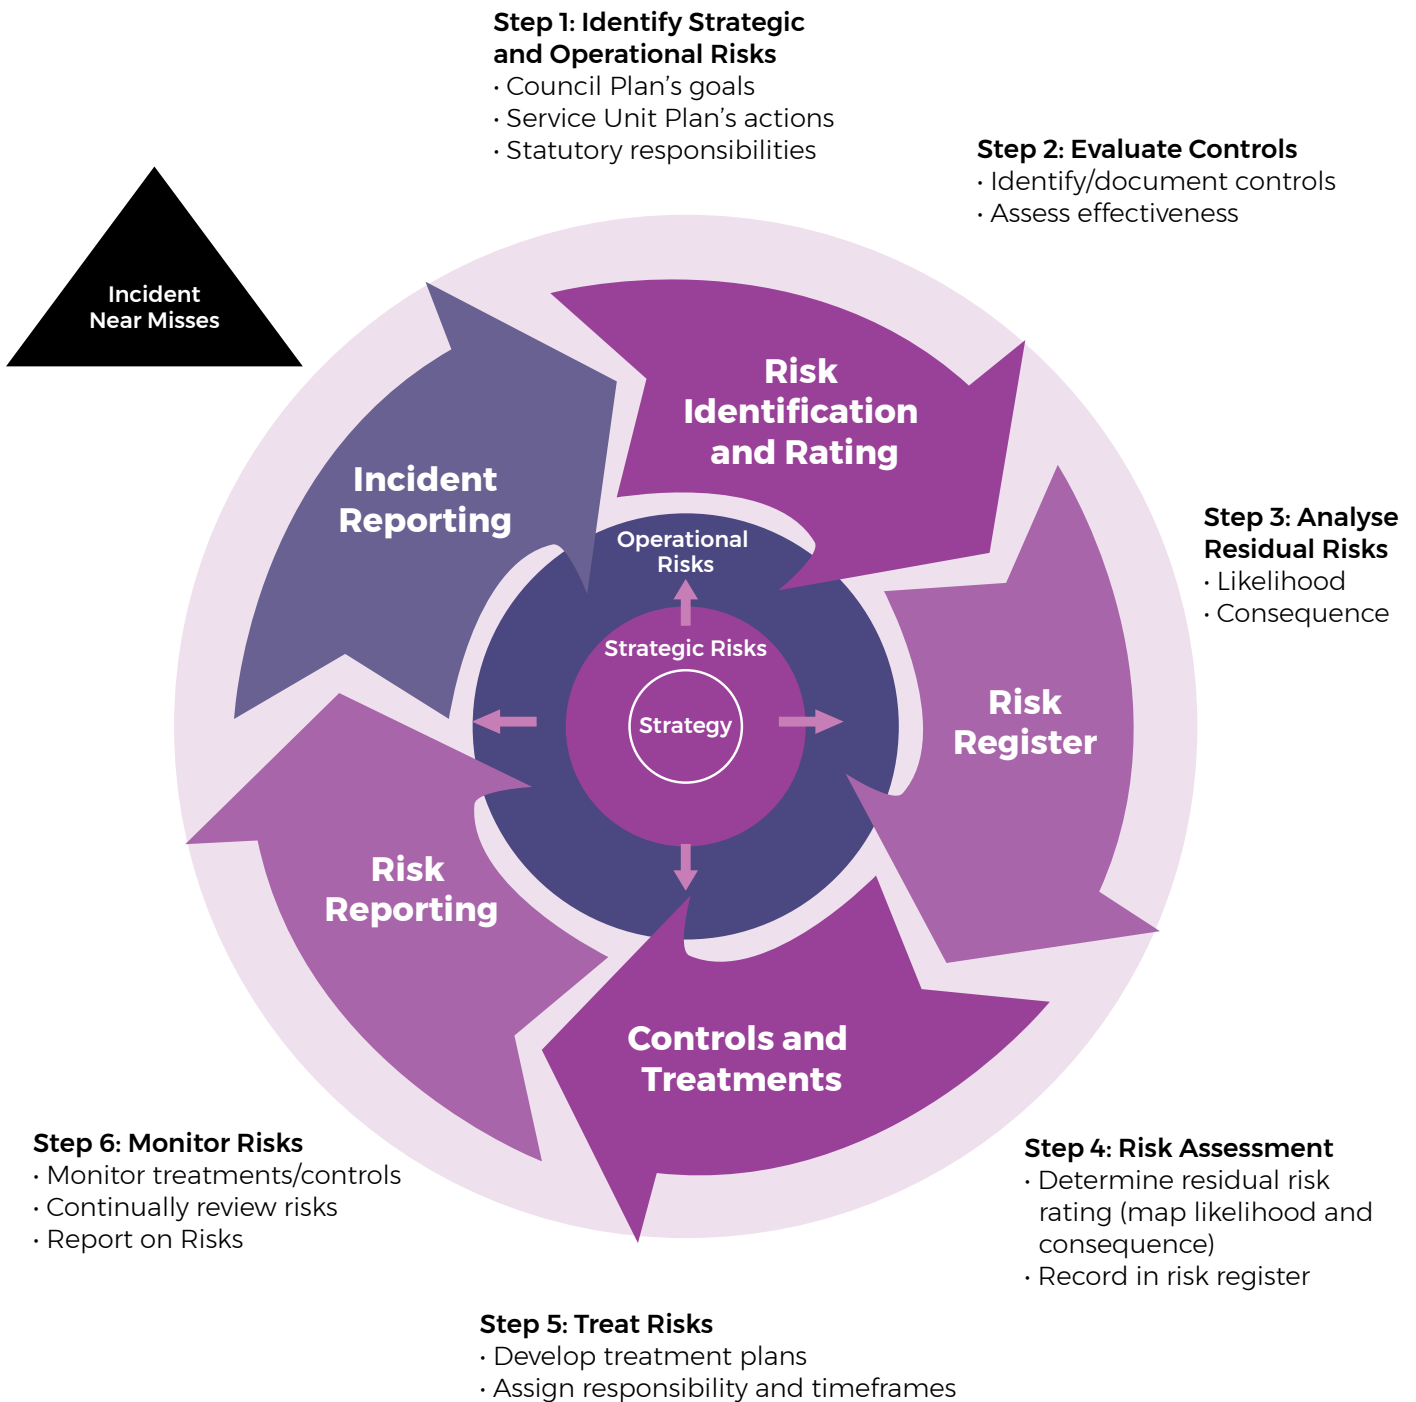 Step 1: Identify Strategic
and Operational Risks
· Council Plan's goals
· Service Unit Plan's actions
· Statutory responsibilities
Step 2: Evaluate Controls
· Identify/document controls
· Assess effectiveness
Incident
Near Misses
Risk
Identification
and Rating
Incident
Reporting
Step 3: Analyse
Residual Risks
· Likelihood
· Consequence
Operational
Risks
Strategic Risks
Strategy
Risk
Register
Risk
Reporting
Controls and
Treatments
Step 6: Monitor Risks
· Monitor treatments/controls
· Continually review risks
· Report on Risks
Step 4: Risk Assessment
· Determine residual risk
rating (map likelihood and
consequence)
· Record in risk register
Step 5: Treat Risks
· Develop treatment plans
· Assign responsibility and timeframes